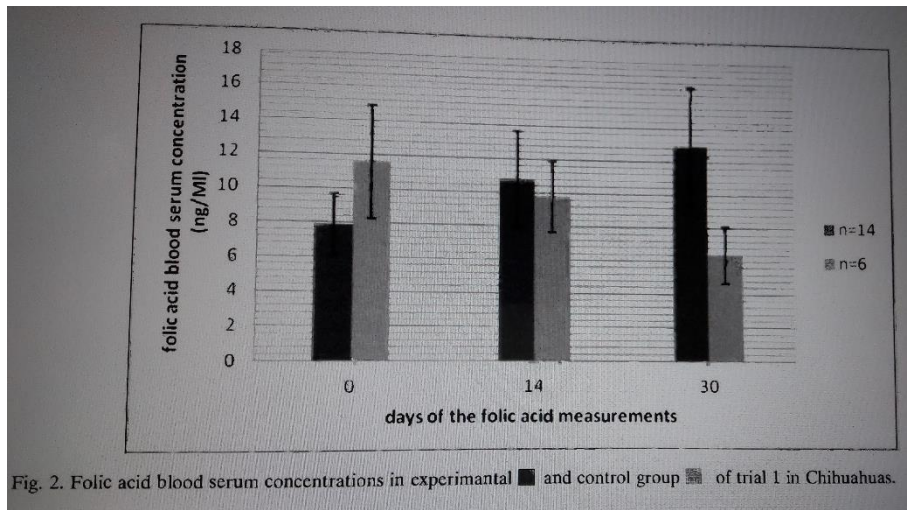 folic acid blood serum concentration
(ng/Ml)
18
16
14
12
10
8
6
4
2
0
0 14 30
days of the folic acid measurements
n=14
n=6
Fig. 2. Folic acid blood serum concentrations in experimantal and control group of trial 1 in Chihuahuas.